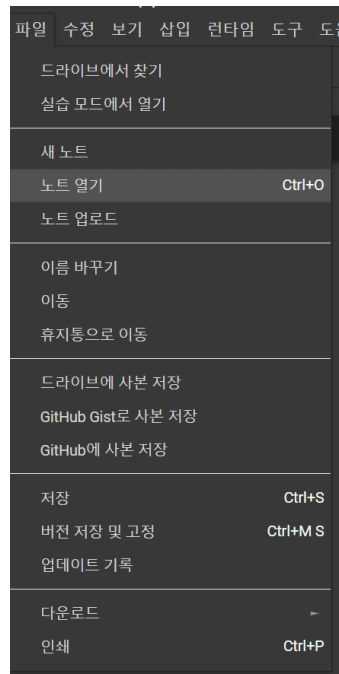 파일 수정 보기 삽입 런타임 도구
드라이브에서 찾기
실습 모드에서 열기
새 노트
노트 열기 Ctrl+O
노트 업로드
이름 바꾸기
이동
휴지통으로 이동
드라이브에 사본 저장
GitHub Gist로 사본 저장
GitHub에 사본 저장
저장 Ctrl+S
버전 저장 및 고정 Ctrl+M S
업데이트 기록
다운로드
인쇄 Ctrl+P